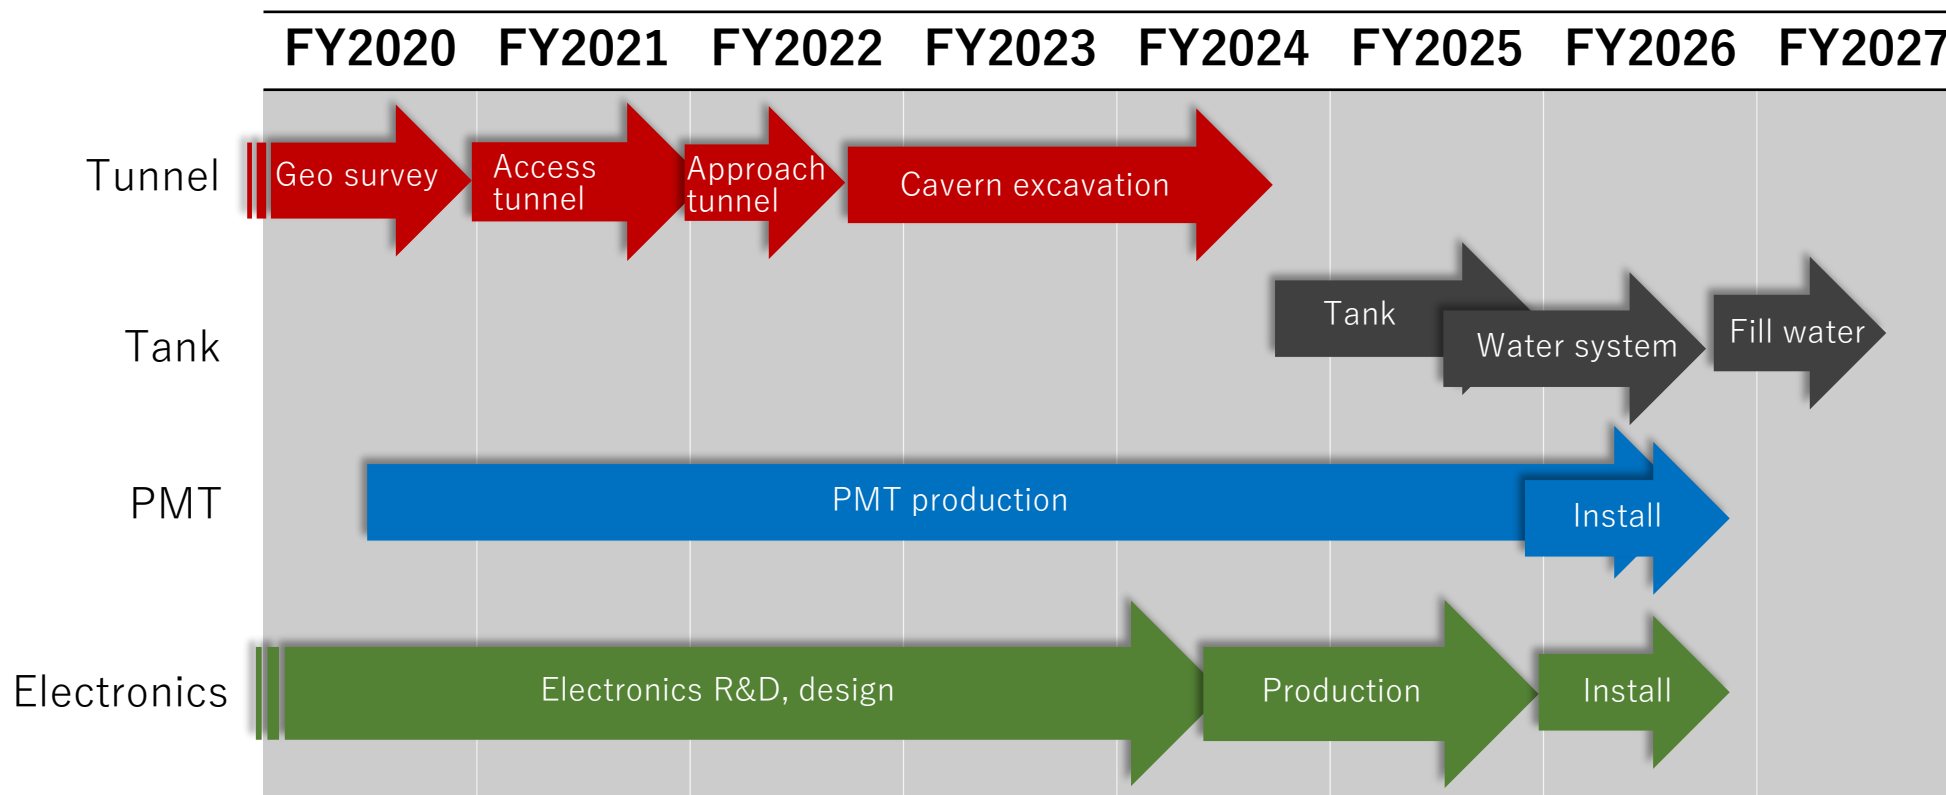 FY2020 FY2021 FY2022 FY2023 FY2024 FY2025 FY2026 FY2027
Tunnel
Geo survey
Access
tunnel
Approach
tunnel
Cavern excavation
Tank
Tank
Water system
Fill water
PMT
PMT production
Install
Electronics
Electronics R&D, design
Production
Install